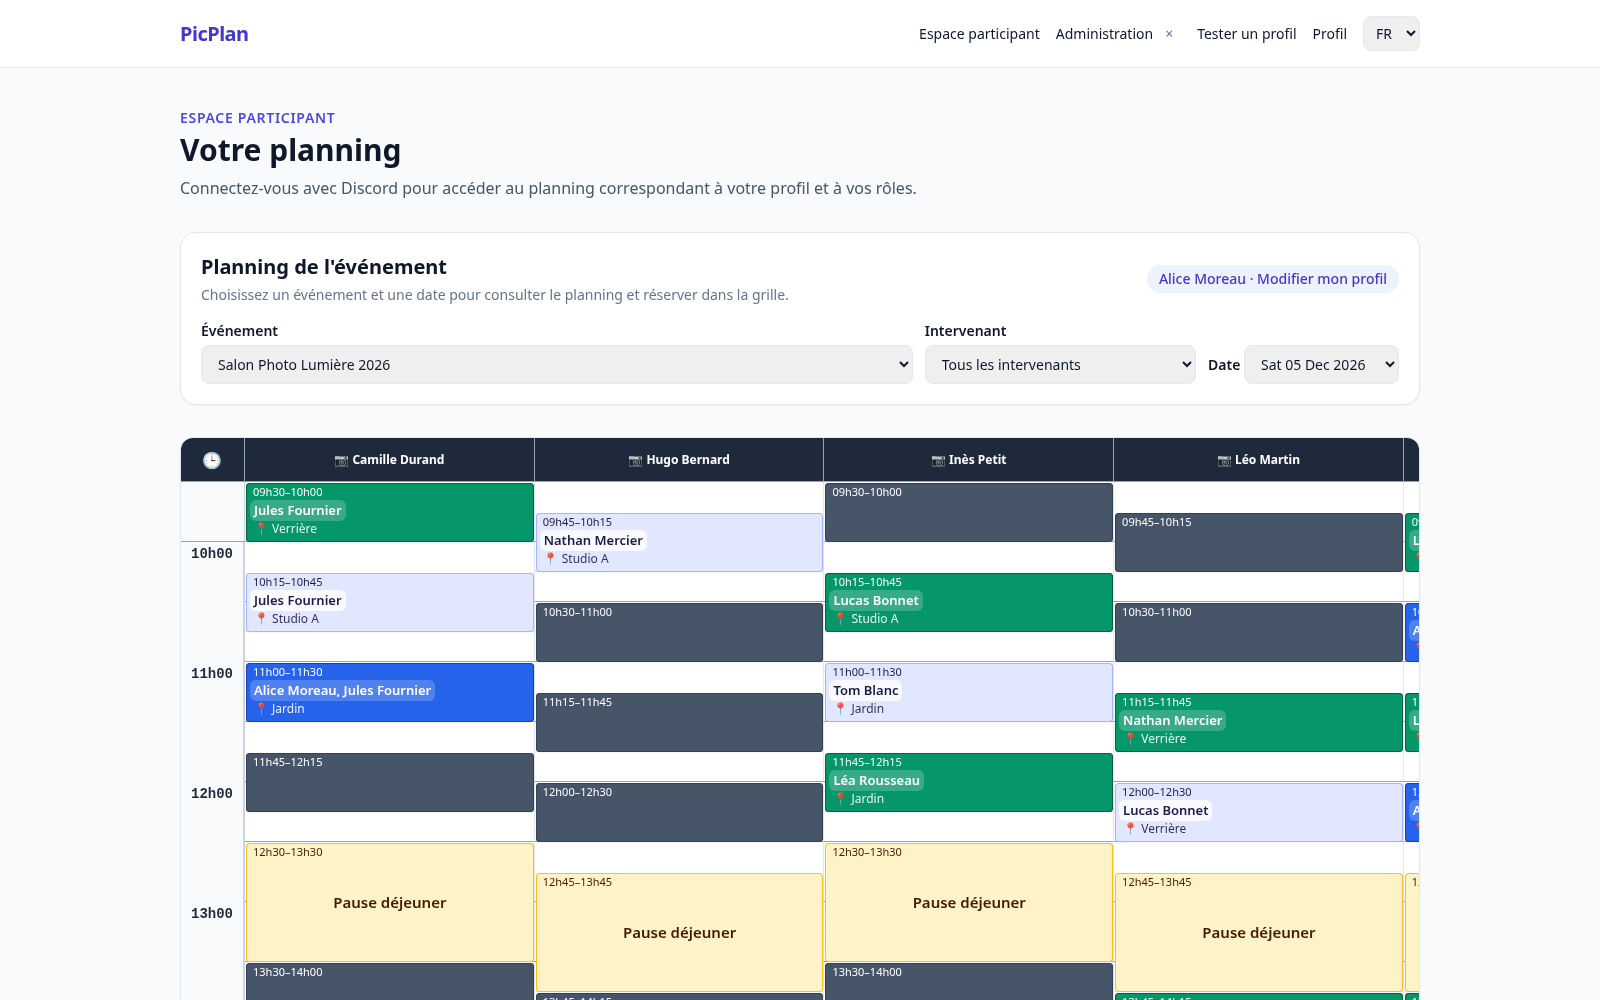 PicPlan
Espace participant Administration × Tester un profil Profil FR
ESPACE PARTICIPANT
Votre planning
Connectez-vous avec Discord pour accéder au planning correspondant à votre profil et à vos rôles.
Planning de l'événement
Choisissez un événement et une date pour consulter le planning et réserver dans la grille.
Alice Moreau · Modifier mon profil
Événement
Salon Photo Lumière 2026
Intervenant
Tous les intervenants
Date Sat 05 Dec 2026
Camille Durand
Hugo Bernard
Inès Petit
Léo Martin
09h30–10h00
Jules Fournier
Verrière
09h45–10h15
Nathan Mercier
Studio A
09h30–10h00
09h45–10h15
10h00
10h15–10h45
Jules Fournier
Studio A
10h30–11h00
10h15–10h45
Lucas Bonnet
Studio A
10h30–11h00
11h00
11h00–11h30
Alice Moreau, Jules Fournier
Jardin
11h15–11h45
11h00–11h30
Tom Blanc
Jardin
11h15–11h45
Nathan Mercier
Verrière
12h00
11h45–12h15
12h00–12h30
11h45–12h15
Léa Rousseau
Jardin
12h00–12h30
Lucas Bonnet
Verrière
13h00
12h30–13h30
Pause déjeuner
12h45–13h45
Pause déjeuner
12h30–13h30
Pause déjeuner
12h45–13h45
Pause déjeuner
13h30–14h00
13h30–14h00